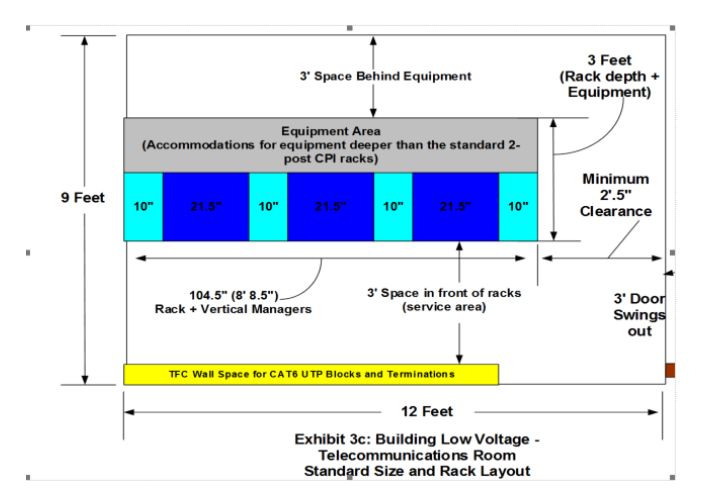 3' Space Behind Equipment
3 Feet
(Rack depth +
Equipment)
Equipment Area
(Accommodations for equipment deeper than the standard 2-
post CPI racks)
9 Feet
10"
21.5"
10"
21.5"
10"
21.5"
10"
Minimum
2'.5"
Clearance
104.5" (8' 8.5")
Rack + Vertical Managers
3' Space in front of racks
(service area)
3' Door
Swings
out
TFC Wall Space for CAT6 UTP Blocks and Terminations
12 Feet
Exhibit 3c: Building Low Voltage -
Telecommunications Room
Standard Size and Rack Layout